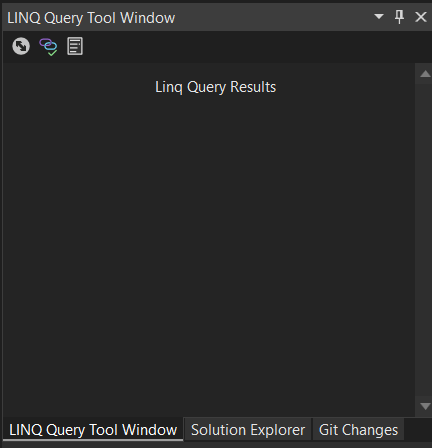 LINQ Query Tool Window
Linq Query Results
LINQ Query Tool Window Solution Explorer Git Changes